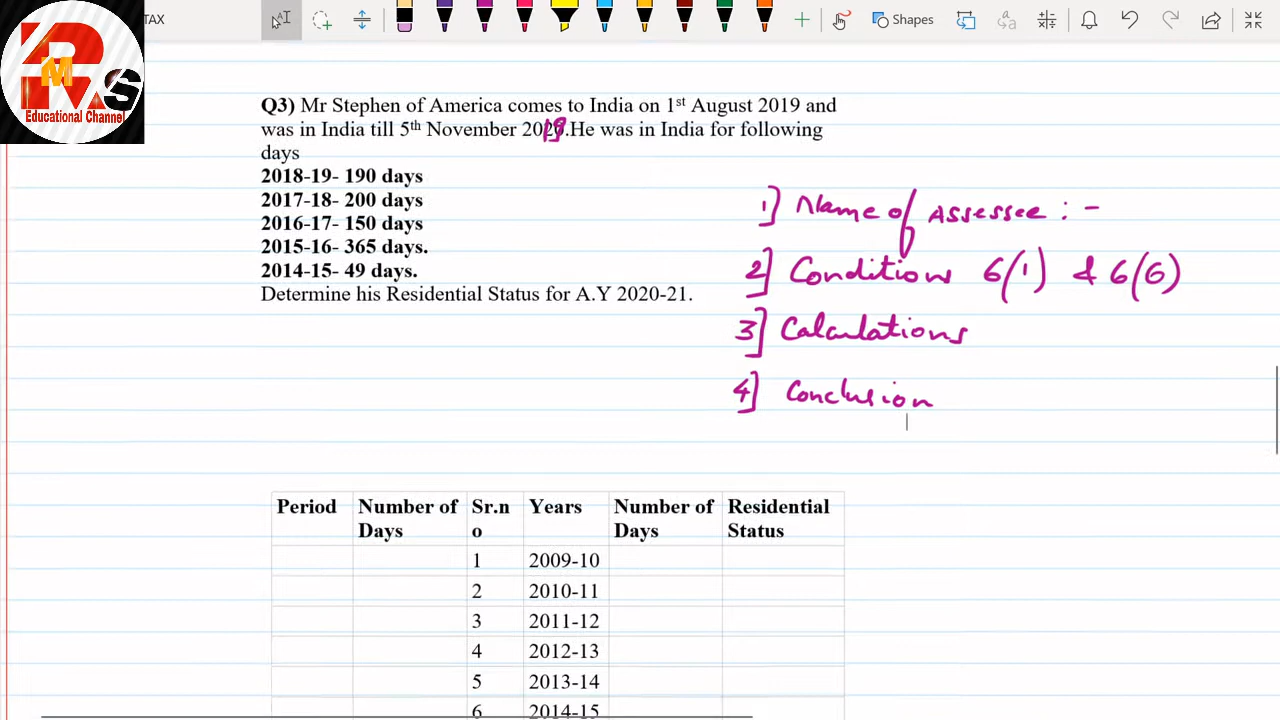 TAX
Shapes
RMS
Educational Channel
Q3) Mr Stephen of America comes to India on 1st August 2019 and
was in India till 5th November 2019.He was in India for following
days
2018-19- 190 days
2017-18- 200 days
2016-17- 150 days
2015-16- 365 days.
2014-15- 49 days.
Determine his Residential Status for A.Y 2020-21.
1] Name of Assessee : -
2] Conditions 6(1) & 6(6)
3] Calculations
4] Conclusion
Period Number of Days Sr.no Years Number of Days Residential Status
1 2009-10
2 2010-11
3 2011-12
4 2012-13
5 2013-14
6 2014-15